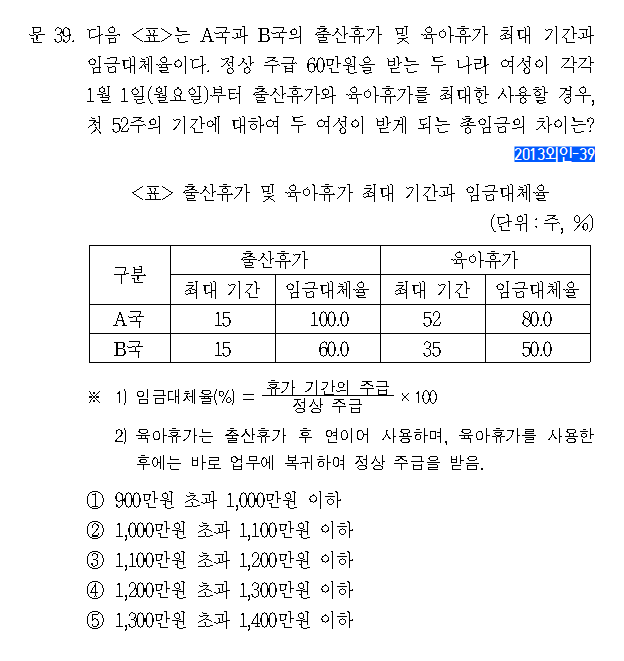 문 39. 다음 <표>는 A국과 B국의 출산휴가 및 육아휴가 최대 기간과
임금대체율이다. 정상 주급 60만원을 받는 두 나라 여성이 각각
1월 1일(월요일)부터 출산휴가와 육아휴가를 최대한 사용할 경우,
첫 52주의 기간에 대하여 두 여성이 받게 되는 총임금의 차이는?
2013외인-39
<표> 출산휴가 및 육아휴가 최대 기간과 임금대체율
(단위 : 주, %)
구분 출산휴가 육아휴가
최대 기간 임금대체율 최대 기간 임금대체율
A국 15 100.0 52 80.0
B국 15 60.0 35 50.0
※ 1) 임금대체율(%) = 휴가 기간의 주급 / 정상 주급 × 100
2) 육아휴가는 출산휴가 후 연이어 사용하며, 육아휴가를 사용한
후에는 바로 업무에 복귀하여 정상 주급을 받음.
① 900만원 초과 1,000만원 이하
② 1,000만원 초과 1,100만원 이하
③ 1,100만원 초과 1,200만원 이하
④ 1,200만원 초과 1,300만원 이하
⑤ 1,300만원 초과 1,400만원 이하